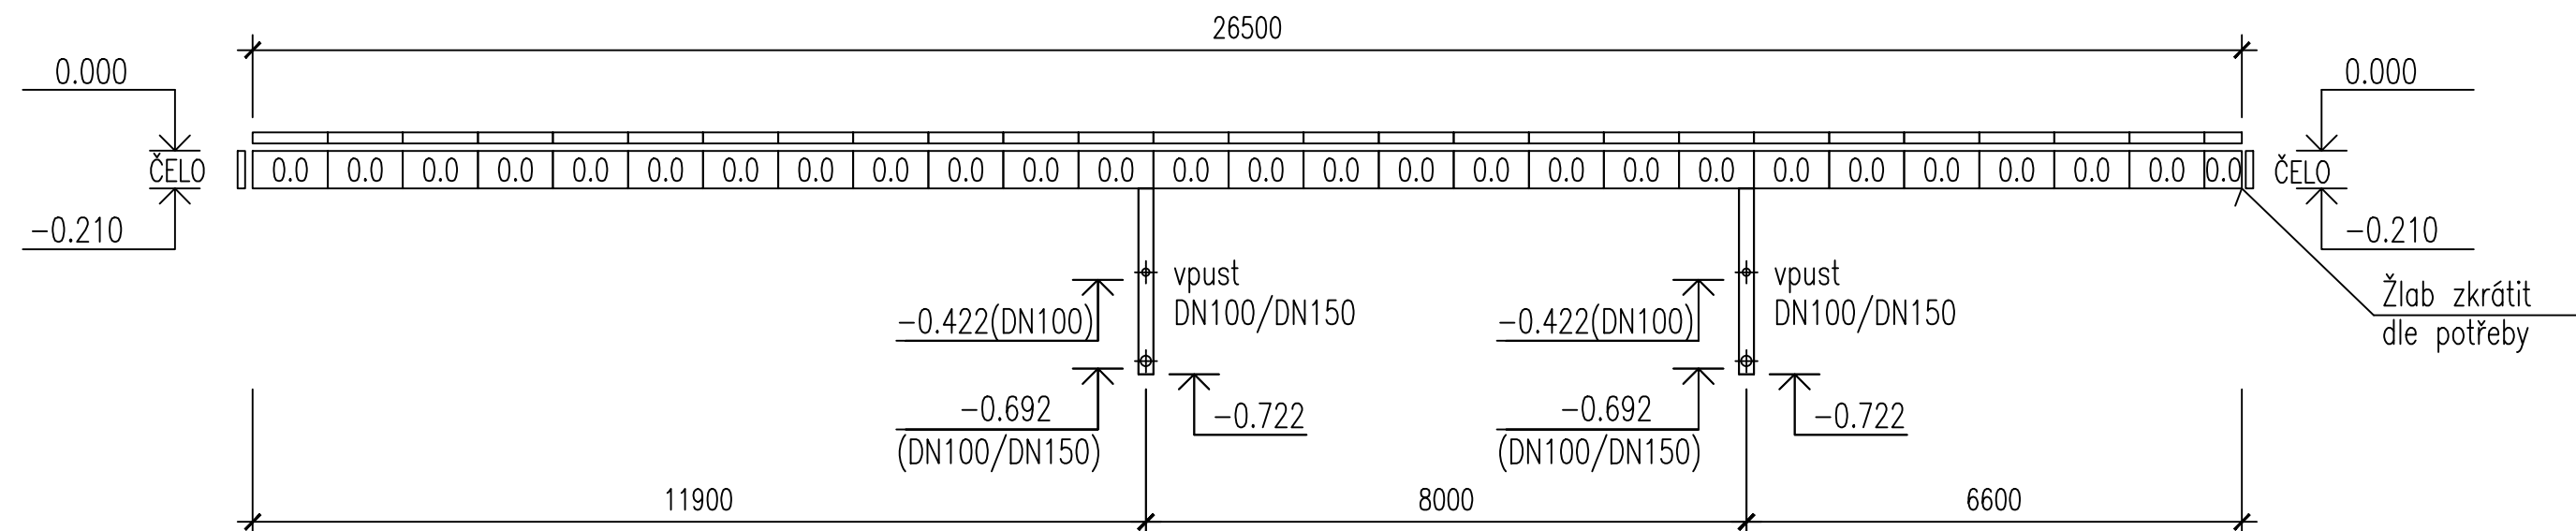 26500
0.000
0.000
ČELO
0.0 0.0 0.0 0.0 0.0 0.0 0.0 0.0 0.0 0.0 0.0 0.0 0.0 0.0 0.0 0.0 0.0 0.0 0.0 0.0 0.0 0.0 0.0 0.0 0.0 0.0 0.0
ČELO
-0.210
-0.210
vpust
DN100/DN150
-0.422(DN100)
vpust
DN100/DN150
-0.422(DN100)
Žlab zkrátit
dle potřeby
-0.692
(DN100/DN150)
-0.722
-0.692
(DN100/DN150)
-0.722
11900
8000
6600